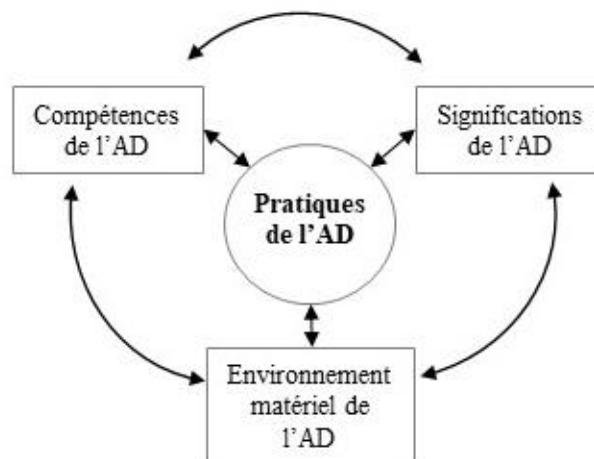 Compétences
de l’AD
Significations
de l’AD
Pratiques
de l’AD
Environnement
matériel de
l’AD